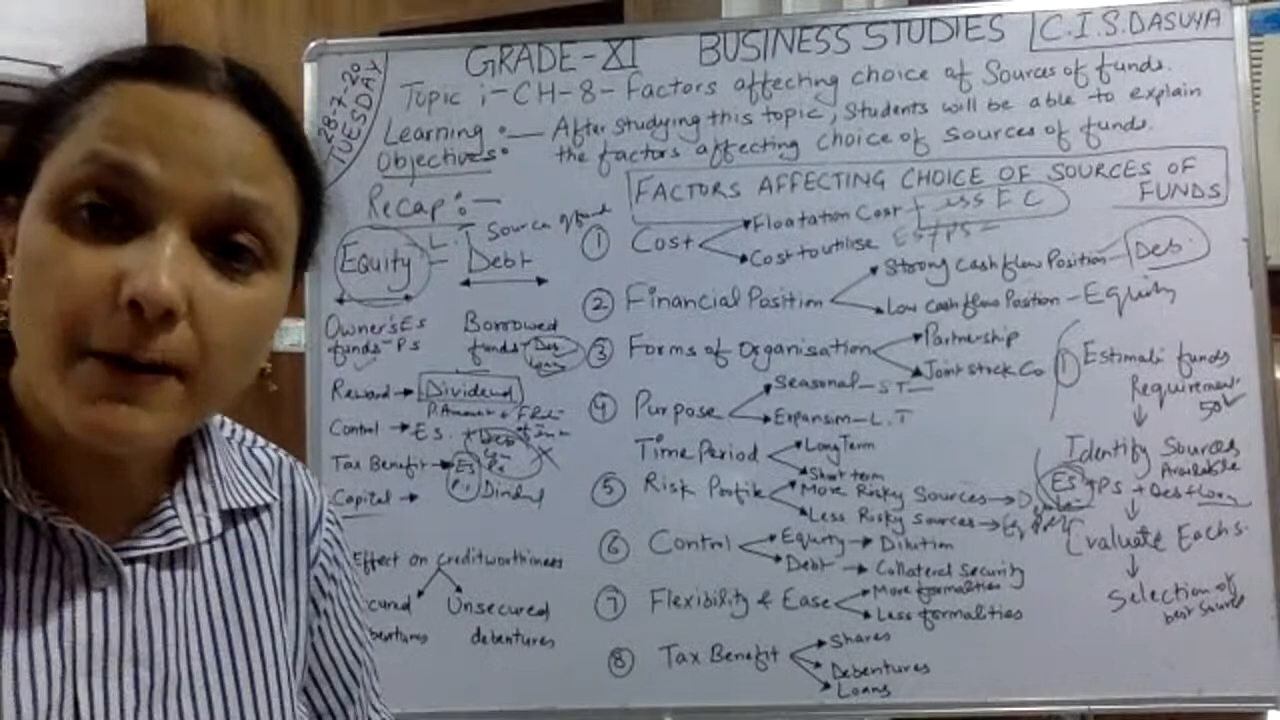 28-7-20
TUESDAY
GRADE-XI BUSINESS STUDIES
C.I.S.DASUYA
Topic :- CH-8- Factors affecting choice of Sources of funds.
Learning Objectives:— After studying this topic, Students will be able to explain
the factors affecting choice of sources of funds.
Recap:—
Source of fund
Equity L.T Debt
Owner's Es Borrowed
funds- Ps funds- Deb
Loan
Reward → Dividend
Control → Es
Tax Benefit → Es
Dividend
Capital →
Effect on creditworthiness
Unsecured
debentures
FACTORS AFFECTING CHOICE OF SOURCES OF
FUNDS
① Cost
Floatation Cost
Cost to utilise
② Financial Position
Strong Cash flow Position - Deb.
Low cash flow Position - Equity
③ Forms of Organisation
Partnership
Joint stock Co
④ Purpose
Seasonal - S T
Expansion - L.T
Time Period
Long Term
Short term
⑤ Risk Profile
More Risky Sources →
Less Risky Sources →
⑥ Control
Equity → Dilution
Debt → Collateral Security
⑦ Flexibility & Ease
More formalties
Less formalities
⑧ Tax Benefit
Shares
Debentures
Loans
① Estimate funds
Requirement
50
↓
Identify Sources
Available
Es + Ps + Deb + Loan
↓
Evaluate Each s.
↓
Selection of
best source